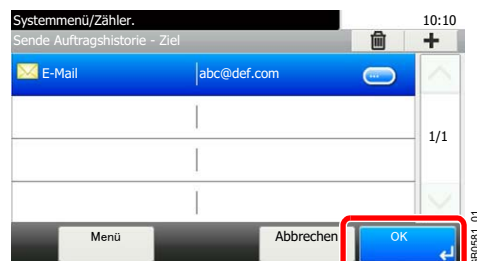 Systemmenü/Zähler. 10:10
Sende Auftragshistorie - Ziel
E-Mail abc@def.com
1/1
Menü Abbrechen OK